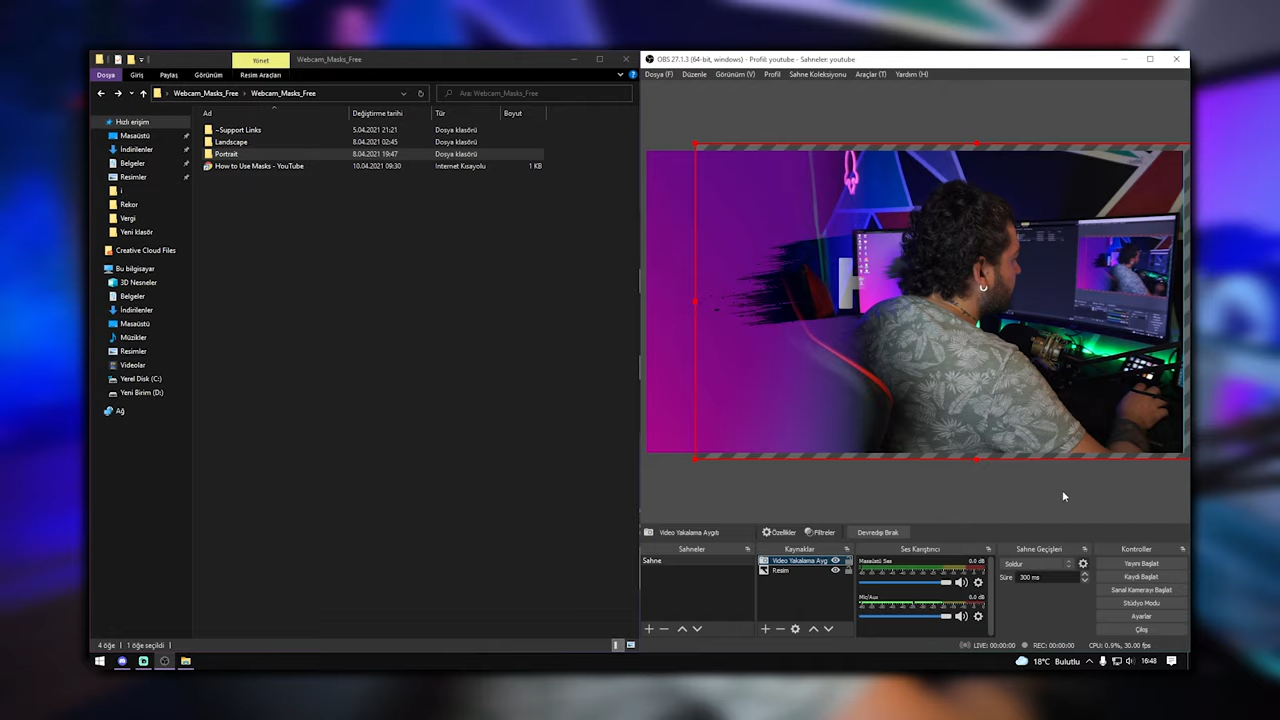 Yönet
Webcam_Masks_Free
Dosya
Giriş
Paylaş
Görünüm
Resim Araçları
Webcam_Masks_Free
Webcam_Masks_Free
Ara: Webcam_Masks_Free
Ad
Değiştirme tarihi
Tür
Boyut
~Support Links
5.04.2021 21:21
Dosya klasörü
Landscape
8.04.2021 02:45
Dosya klasörü
Portrait
8.04.2021 19:47
Dosya klasörü
How to Use Masks - YouTube
10.04.2021 09:30
Internet Kısayolu
1 KB
Hızlı erişim
Masaüstü
İndirilenler
Belgeler
Resimler
i
Rekor
Vergi
Yeni klasör
Creative Cloud Files
Bu bilgisayar
3D Nesneler
Belgeler
İndirilenler
Masaüstü
Müzikler
Resimler
Videolar
Yerel Disk (C:)
Yeni Birim (D:)
Ağ
4 öğe
1 öğe seçildi
OBS 27.1.3 (64-bit, windows) - Profil: youtube - Sahneler: youtube
Dosya (F)
Düzenle
Görünüm (V)
Profil
Sahne Koleksiyonu
Araçlar (T)
Yardım (H)
Video Yakalama Aygıtı
Özellikler
Filtreler
Devredışı Bırak
Sahneler
Kaynaklar
Ses Karıştırıcı
Sahne Geçişleri
Kontroller
Sahne
Video Yakalama Ayg
Resim
Masaüstü Ses
0.0 dB
Mic/Aux
0.0 dB
Soldur
Süre
300 ms
Yayını Başlat
Kaydı Başlat
Sanal Kamerayı Başlat
Stüdyo Modu
Ayarlar
Çıkış
LIVE: 00:00:00
REC: 00:00:00
CPU: 0.9%, 30.00 fps
18°C Bulutlu
16:48